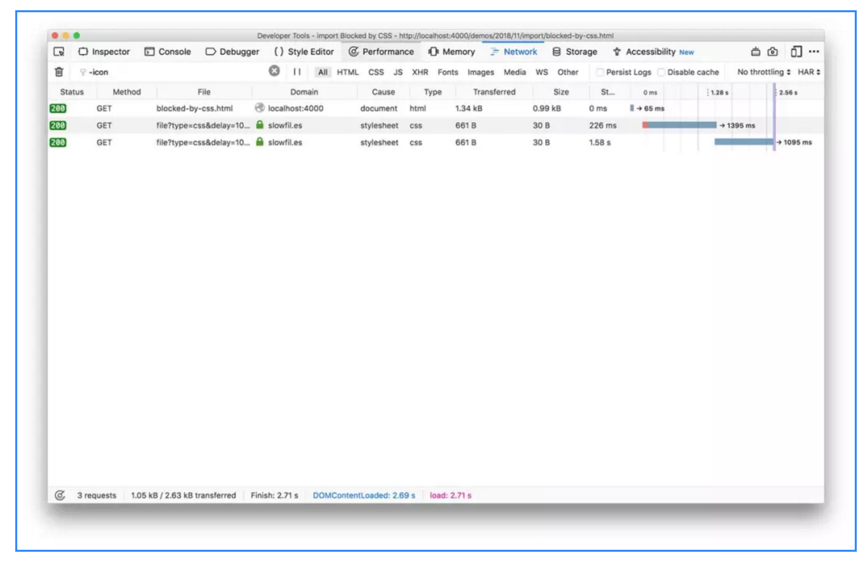 Developer Tools - import Blocked by CSS - http://localhost:4000/demos/2018/11/import/blocked-by-css.html
Inspector Console Debugger Style Editor Performance Memory Network Storage Accessibility New
-icon All HTML CSS JS XHR Fonts Images Media WS Other Persist Logs Disable cache No throttling HAR
Status Method File Domain Cause Type Transferred Size St... 0 ms 1.28 s 2.56 s
200 GET blocked-by-css.html localhost:4000 document html 1.34 kB 0.99 kB 0 ms → 65 ms
200 GET file?type=css&delay=10... slowfil.es stylesheet css 661 B 30 B 226 ms → 1395 ms
200 GET file?type=css&delay=10... slowfil.es stylesheet css 661 B 30 B 1.58 s → 1095 ms
3 requests 1.05 kB / 2.63 kB transferred Finish: 2.71 s DOMContentLoaded: 2.69 s load: 2.71 s